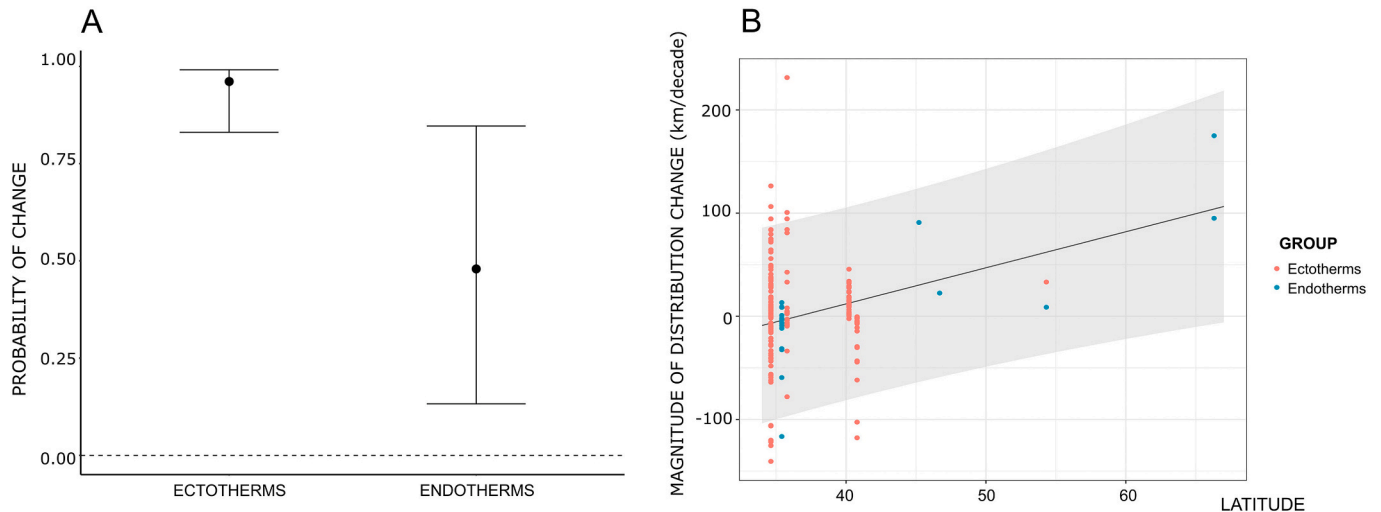 A
PROBABILITY OF CHANGE
1.00
0.75
0.50
0.25
0.00
ECTOTHERMS
ENDOTHERMS
B
MAGNITUDE OF DISTRIBUTION CHANGE (km/decade)
200
100
0
-100
40
50
60
LATITUDE
GROUP
Ectotherms
Endotherms